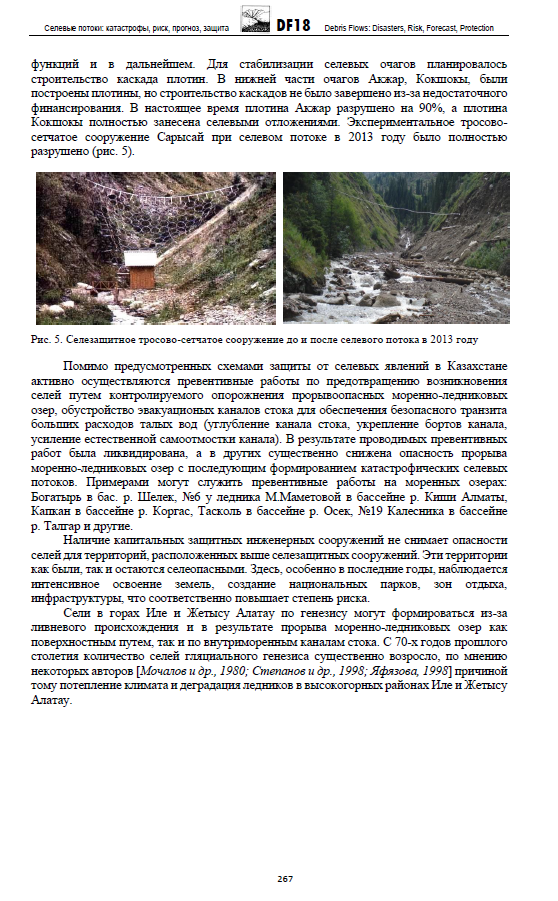 Селевые потоки: катастрофы, риск, прогноз, защита DF18 Debris Flows: Disasters, Risk, Forecast, Protection
функций и в дальнейшем. Для стабилизации селевых очагов планировалось
строительство каскада плотин. В нижней части очагов Акжар, Кокшокы, были
построены плотины, но строительство каскадов не было завершено из-за недостаточного
финансирования. В настоящее время плотина Акжар разрушено на 90%, а плотина
Кокшокы полностью занесена селевыми отложениями. Экспериментальное тросово-
сетчатое сооружение Сарысай при селевом потоке в 2013 году было полностью
разрушено (рис. 5).
Рис. 5. Селезащитное тросово-сетчатое сооружение до и после селевого потока в 2013 году
Помимо предусмотренных схемами защиты от селевых явлений в Казахстане
активно осуществляются превентивные работы по предотвращению возникновения
селей путем контролируемого опорожнения прорывоопасных моренно-ледниковых
озер, обустройство эвакуационых каналов стока для обеспечения безопасного транзита
больших расходов талых вод (углубление канала стока, укрепление бортов канала,
усиление естественной самоотмостки канала). В результате проводимых превентивных
работ была ликвидирована, а в других существенно снижена опасность прорыва
моренно-ледниковых озер с последующим формированием катастрофических селевых
потоков. Примерами могут служить превентивные работы на моренных озерах:
Богатырь в бас. р. Шелек, №6 у ледника М.Маметовой в бассейне р. Киши Алматы,
Капкан в бассейне р. Коргас, Тасколь в бассейне р. Осек, №19 Калесника в бассейне
р. Талгар и другие.
Наличие капитальных защитных инженерных сооружений не снимает опасности
селей для территорий, расположенных выше селезащитных сооружений. Эти территории
как были, так и остаются селеопасными. Здесь, особенно в последние годы, наблюдается
интенсивное освоение земель, создание национальных парков, зон отдыха,
инфраструктуры, что соответственно повышает степень риска.
Сели в горах Иле и Жетысу Алатау по генезису могут формироваться из-за
ливневого происхождения и в результате прорыва моренно-ледниковых озер как
поверхностным путем, так и по внутриморенным каналам стока. С 70-х годов прошлого
столетия количество селей гляциального генезиса существенно возросло, по мнению
некоторых авторов [Мочалов и др., 1980; Степанов и др., 1998; Яфязова, 1998] причиной
тому потепление климата и деградация ледников в высокогорных районах Иле и Жетысу
Алатау.
267